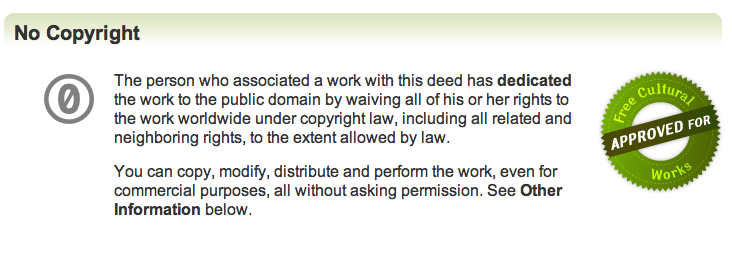 No Copyright
0
The person who associated a work with this deed has dedicated
the work to the public domain by waiving all of his or her rights to
the work worldwide under copyright law, including all related and
neighboring rights, to the extent allowed by law.
You can copy, modify, distribute and perform the work, even for
commercial purposes, all without asking permission. See Other
Information below.
Free Cultural
APPROVED FOR
Works